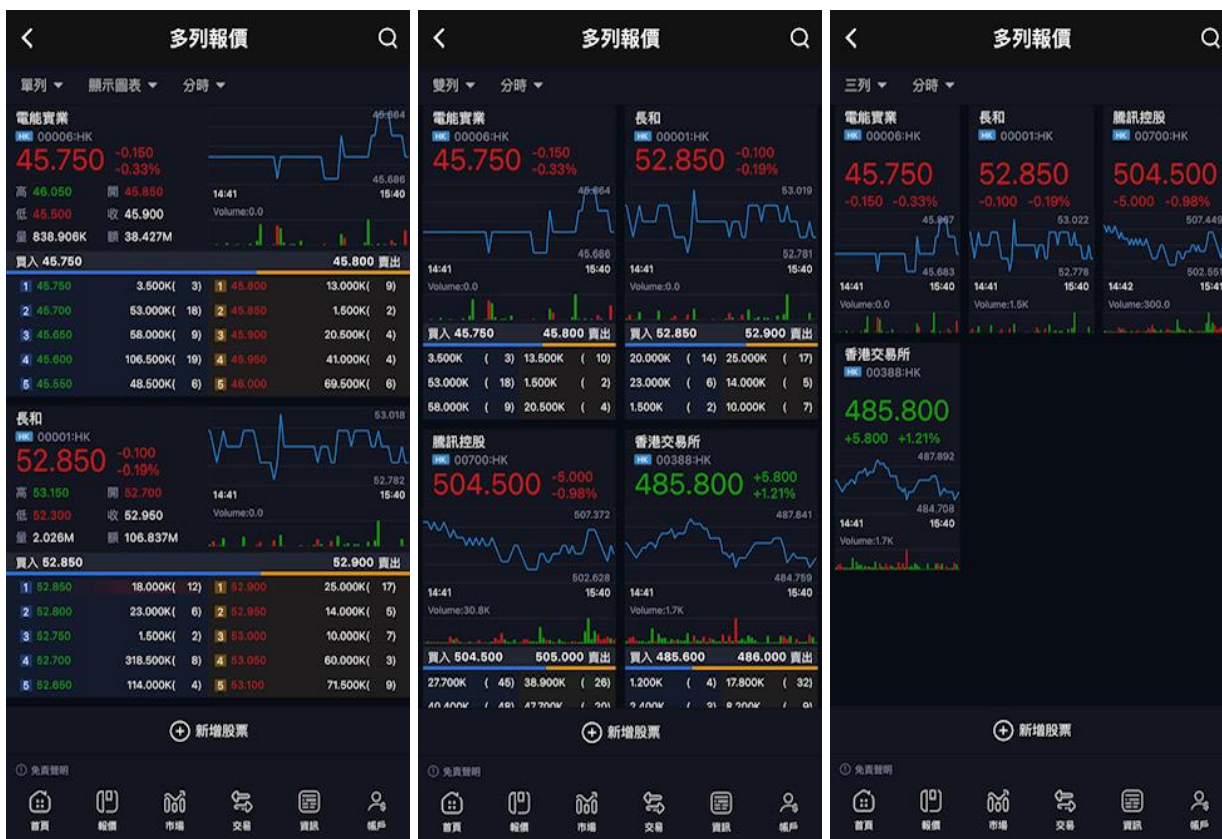 多列報價
單列 顯示圖表 分時
電能實業
HK 00006:HK
45.750 -0.150
-0.33%
高 46.050 開 45.850
低 45.500 收 45.900
量 838.906K 額 38.427M
45.864
45.686
14:41 15:40
Volume:0.0
買入 45.750 45.800 賣出
1 45.750 3.500K( 3) 1 45.800 13.000K( 9)
2 45.700 53.000K( 18) 2 45.850 1.500K( 2)
3 45.650 58.000K( 9) 3 45.900 20.500K( 4)
4 45.600 106.500K( 19) 4 45.950 41.000K( 4)
5 45.550 48.500K( 6) 5 46.000 69.500K( 6)
長和
HK 00001:HK
52.850 -0.100
-0.19%
高 53.150 開 52.700
低 52.300 收 52.950
量 2.026M 額 106.837M
53.018
52.782
14:41 15:40
Volume:0.0
買入 52.850 52.900 賣出
1 52.850 18.000K( 12) 1 52.900 25.000K( 17)
2 52.800 23.000K( 6) 2 52.950 14.000K( 5)
3 52.750 1.500K( 2) 3 53.000 10.000K( 7)
4 52.700 318.500K( 8) 4 53.050 60.000K( 3)
5 52.650 114.000K( 4) 5 53.100 71.500K( 9)
新增股票
免責聲明
首頁 報價 市場 交易 資訊 帳戶
多列報價
雙列 分時
電能實業
HK 00006:HK
45.750 -0.150
-0.33%
45.864
45.686
14:41 15:40
Volume:0.0
買入 45.750 45.800 賣出
3.500K ( 3) 13.500K ( 10)
53.000K ( 18) 1.500K ( 2)
58.000K ( 9) 20.500K ( 4)
長和
HK 00001:HK
52.850 -0.100
-0.19%
53.019
52.781
14:41 15:40
Volume:0.0
買入 52.850 52.900 賣出
20.000K ( 14) 25.000K ( 17)
23.000K ( 6) 14.000K ( 5)
1.500K ( 2) 10.000K ( 7)
騰訊控股
HK 00700:HK
504.500 -5.000
-0.98%
507.372
502.628
14:41 15:40
Volume:30.8K
買入 504.500 505.000 賣出
27.700K ( 45) 38.900K ( 26)
40.400K ( 48) 47.700K ( 20)
香港交易所
HK 00388:HK
485.800 +5.800
+1.21%
487.841
484.759
14:41 15:40
Volume:1.7K
買入 485.600 486.000 賣出
1.200K ( 4) 17.800K ( 32)
2.400K ( 3) 8.200K ( 9)
新增股票
免責聲明
首頁 報價 市場 交易 資訊 帳戶
多列報價
三列 分時
電能實業
HK 00006:HK
45.750
-0.150 -0.33%
45.867
45.683
14:41 15:40
Volume:0.0
長和
HK 00001:HK
52.850
-0.100 -0.19%
53.022
52.778
14:41 15:40
Volume:1.5K
騰訊控股
HK 00700:HK
504.500
-5.000 -0.98%
507.449
502.551
14:42 15:41
Volume:300.0
香港交易所
HK 00388:HK
485.800
+5.800 +1.21%
487.892
484.708
14:41 15:40
Volume:1.7K
新增股票
免責聲明
首頁 報價 市場 交易 資訊 帳戶